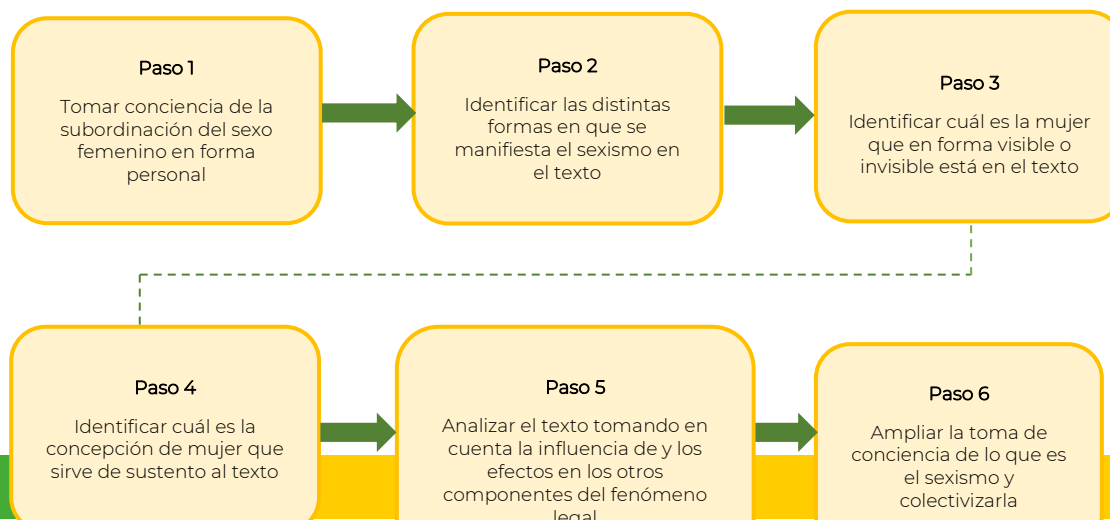 Paso 1
Tomar conciencia de la
subordinación del sexo
femenino en forma
personal
Paso 2
Identificar las distintas
formas en que se
manifiesta el sexismo en
el texto
Paso 3
Identificar cuál es la mujer
que en forma visible o
invisible está en el texto
Paso 4
Identificar cuál es la
concepción de mujer que
sirve de sustento al texto
Paso 5
Analizar el texto tomando en
cuenta la influencia de y los
efectos en los otros
componentes del fenómeno
legal
Paso 6
Ampliar la toma de
conciencia de lo que es
el sexismo y
colectivizarla